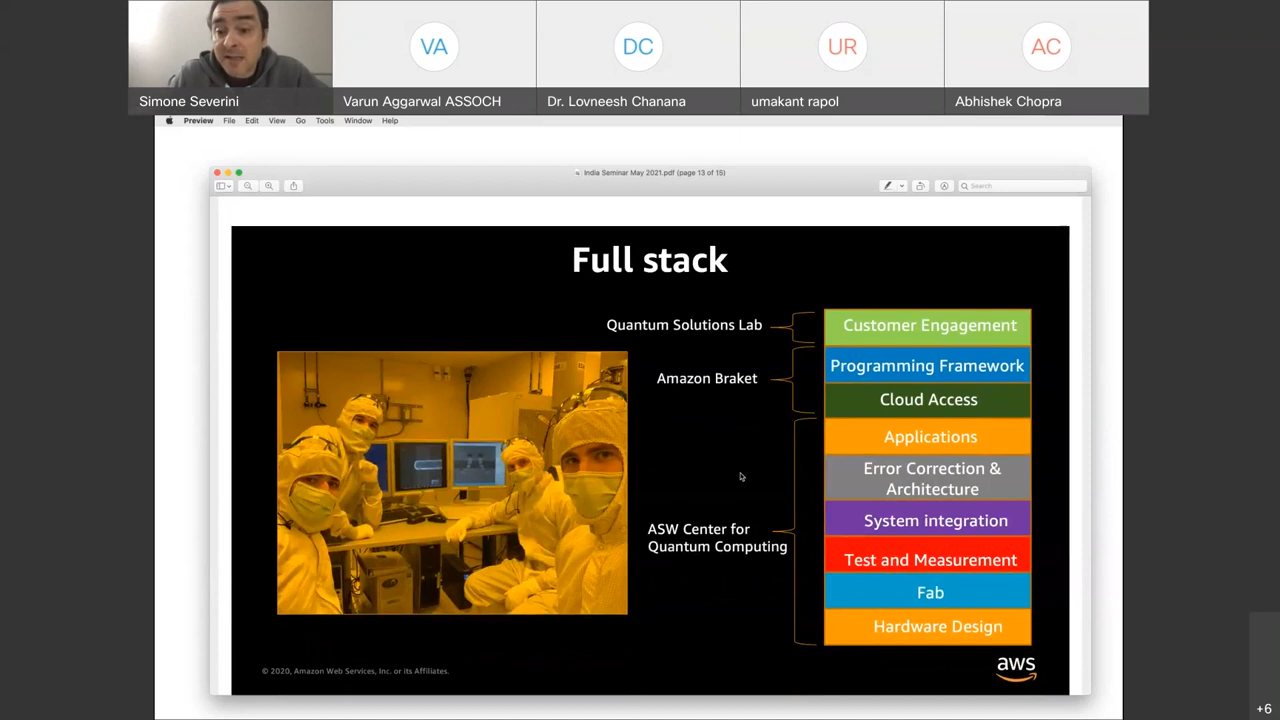 VA
DC
UR
AC
Simone Severini
Varun Aggarwal ASSOCH
Dr. Lovneesh Chanana
umakant rapol
Abhishek Chopra
Preview File Edit View Go Tools Window Help
India Seminar May 2021.pdf (page 13 of 15)
Search
Full stack
Quantum Solutions Lab
Customer Engagement
Amazon Braket
Programming Framework
Cloud Access
Applications
Error Correction &
Architecture
ASW Center for
Quantum Computing
System integration
Test and Measurement
Fab
Hardware Design
© 2020, Amazon Web Services, Inc. or its Affiliates.
aws
+6